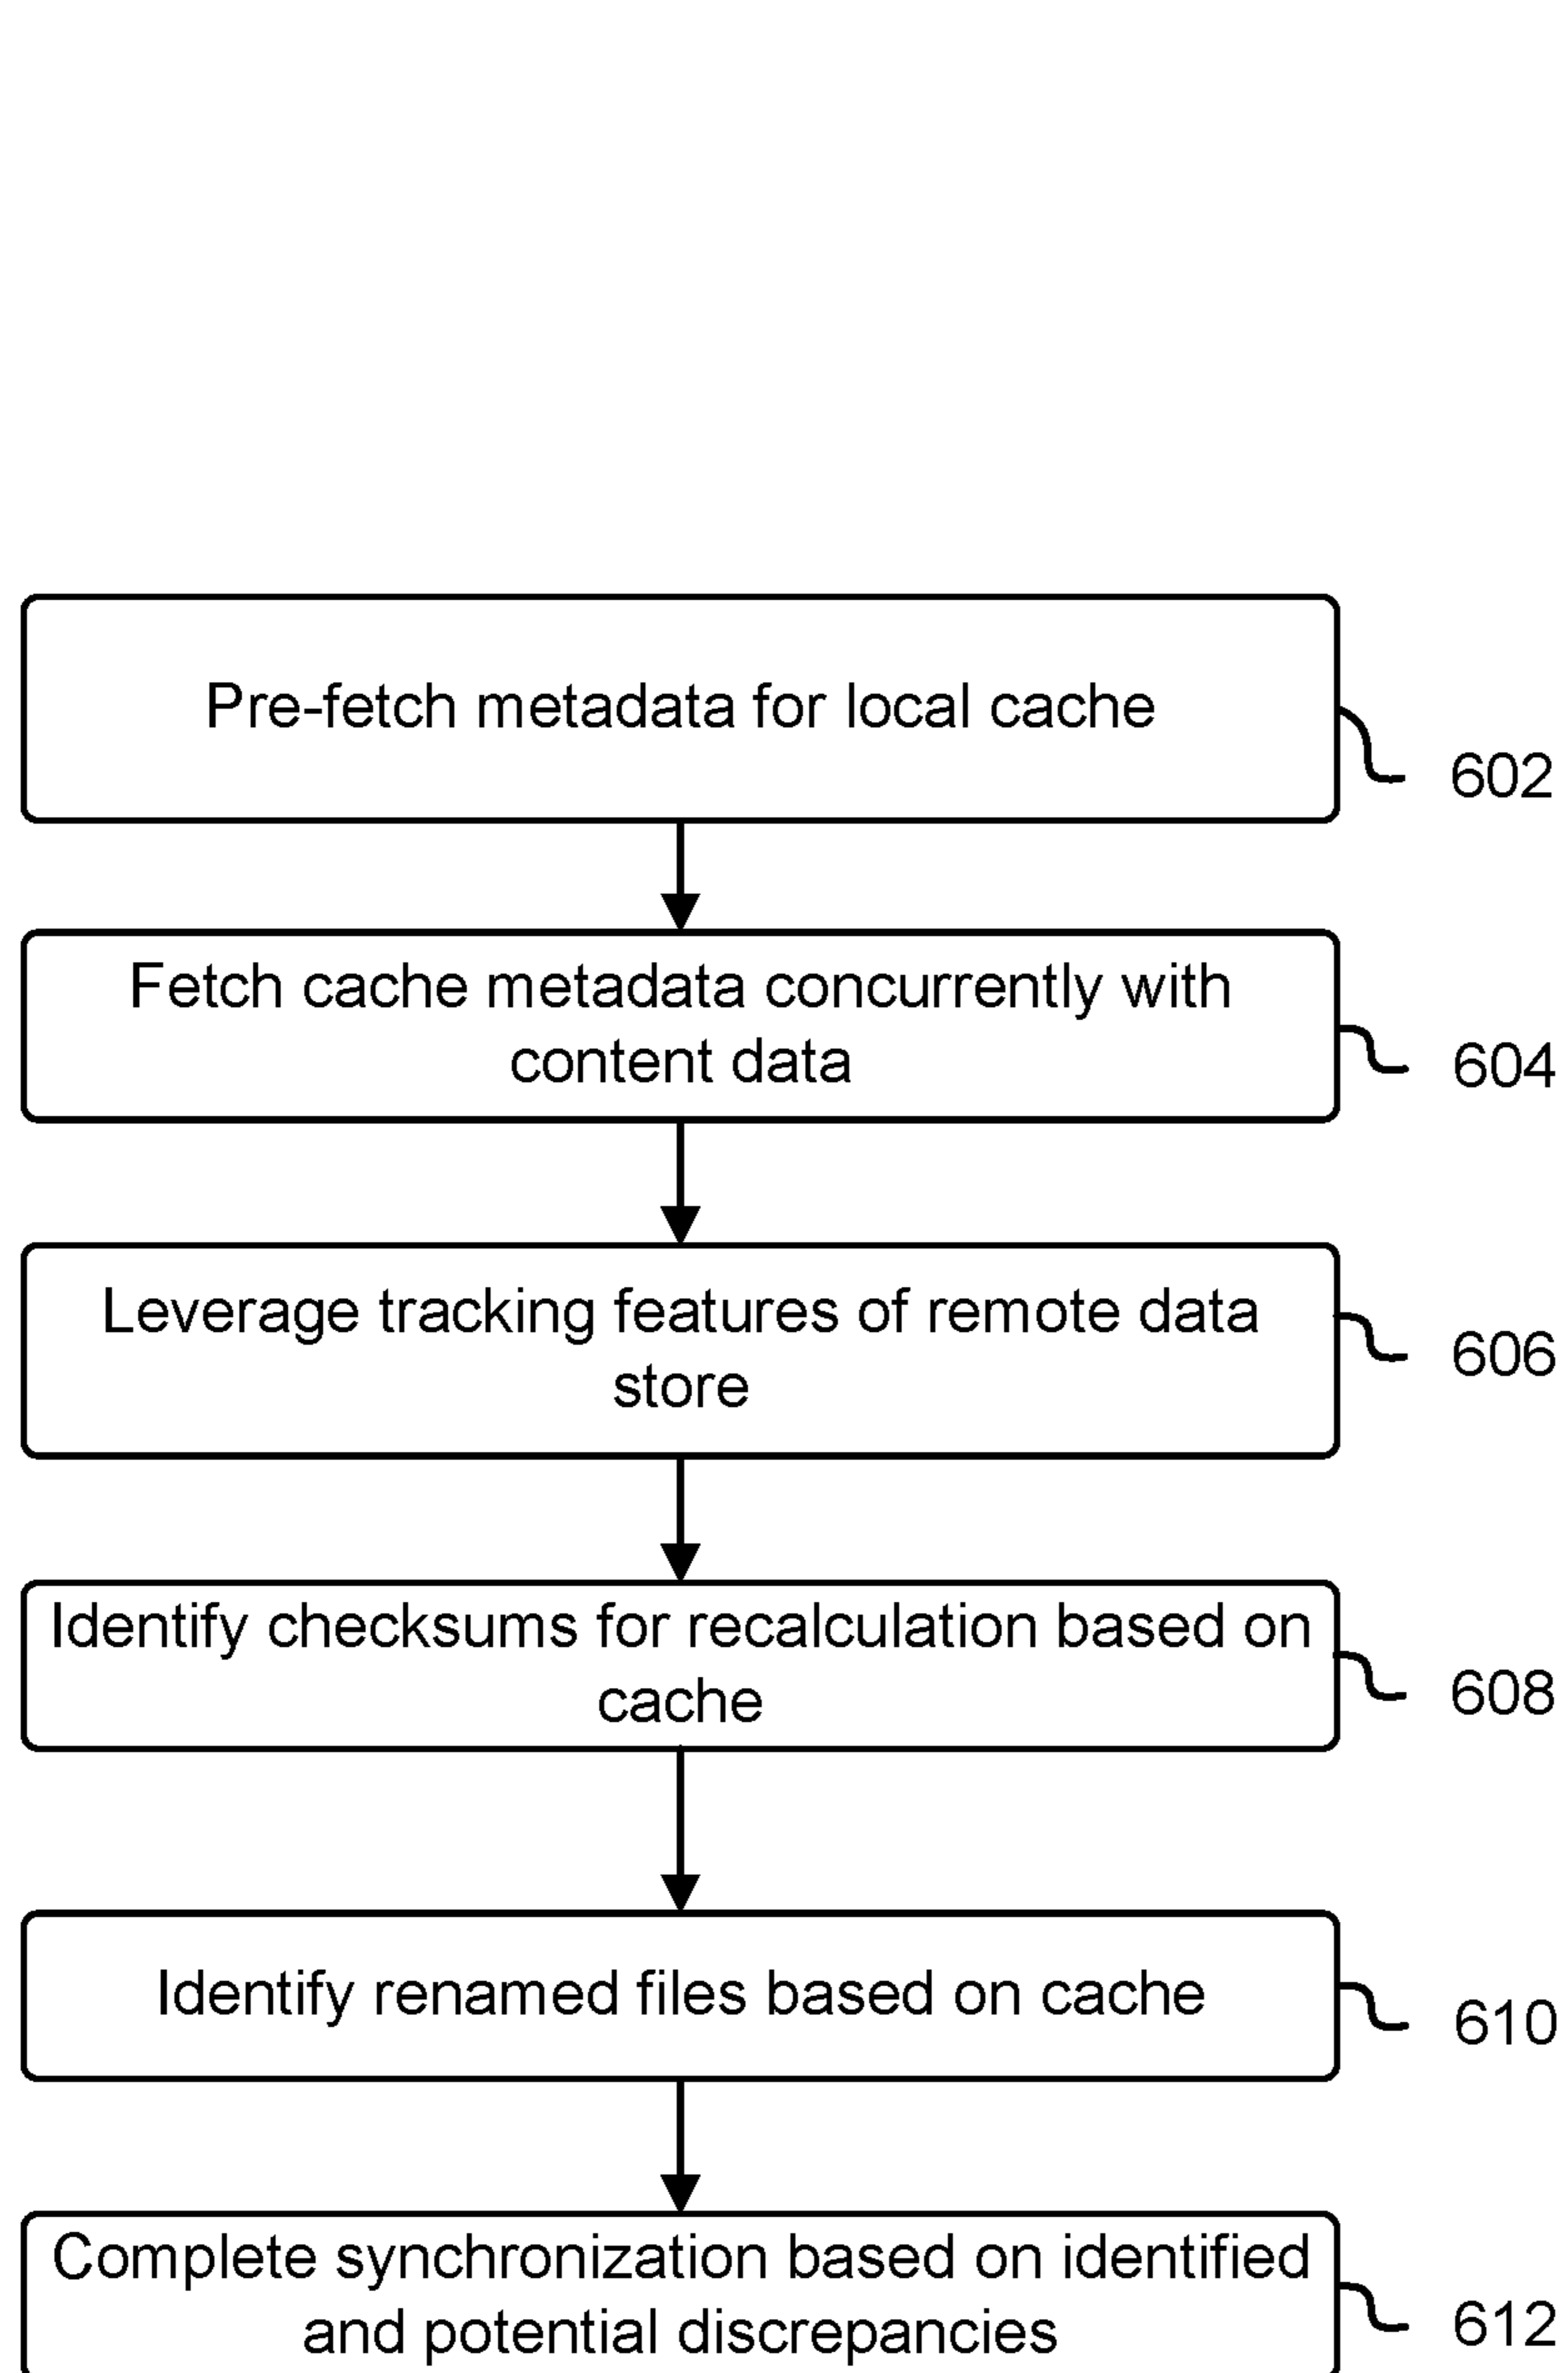 Pre-fetch metadata for local cache
602
Fetch cache metadata concurrently with
content data
604
Leverage tracking features of remote data
store
606
Identify checksums for recalculation based on
cache
608
Identify renamed files based on cache
610
Complete synchronization based on identified
and potential discrepancies
612